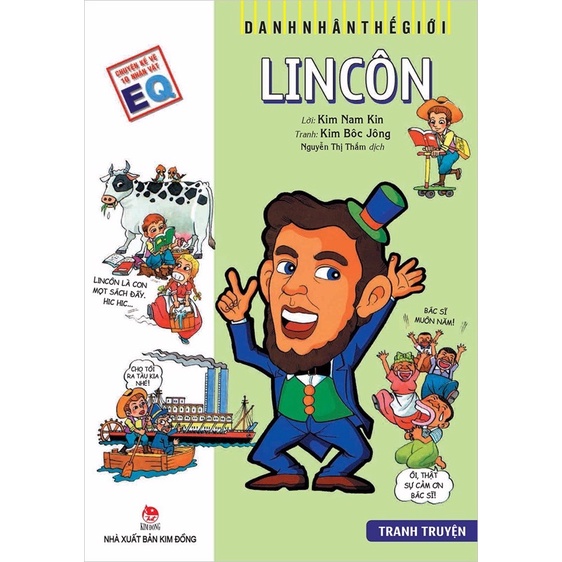 DANH NHÂN THẾ GIỚI
CHUYỆN KỂ VỀ
10 NHÂN VẬT
EQ
LINCÔN
Lời: Kim Nam Kin
Tranh: Kim Bôc Jông
Nguyễn Thị Thắm dịch
LINCÔN LÀ CON
MỌT SÁCH ĐẤY,
HIC HIC...
BÁC SĨ
MUÔN NĂM!
CHO TÔI
RA TÀU KIA
NHÉ!
ÔI, THẬT
SỰ CẢM ƠN
BÁC SĨ!
KIM ĐỒNG
NHÀ XUẤT BẢN KIM ĐỒNG
TRANH TRUYỆN